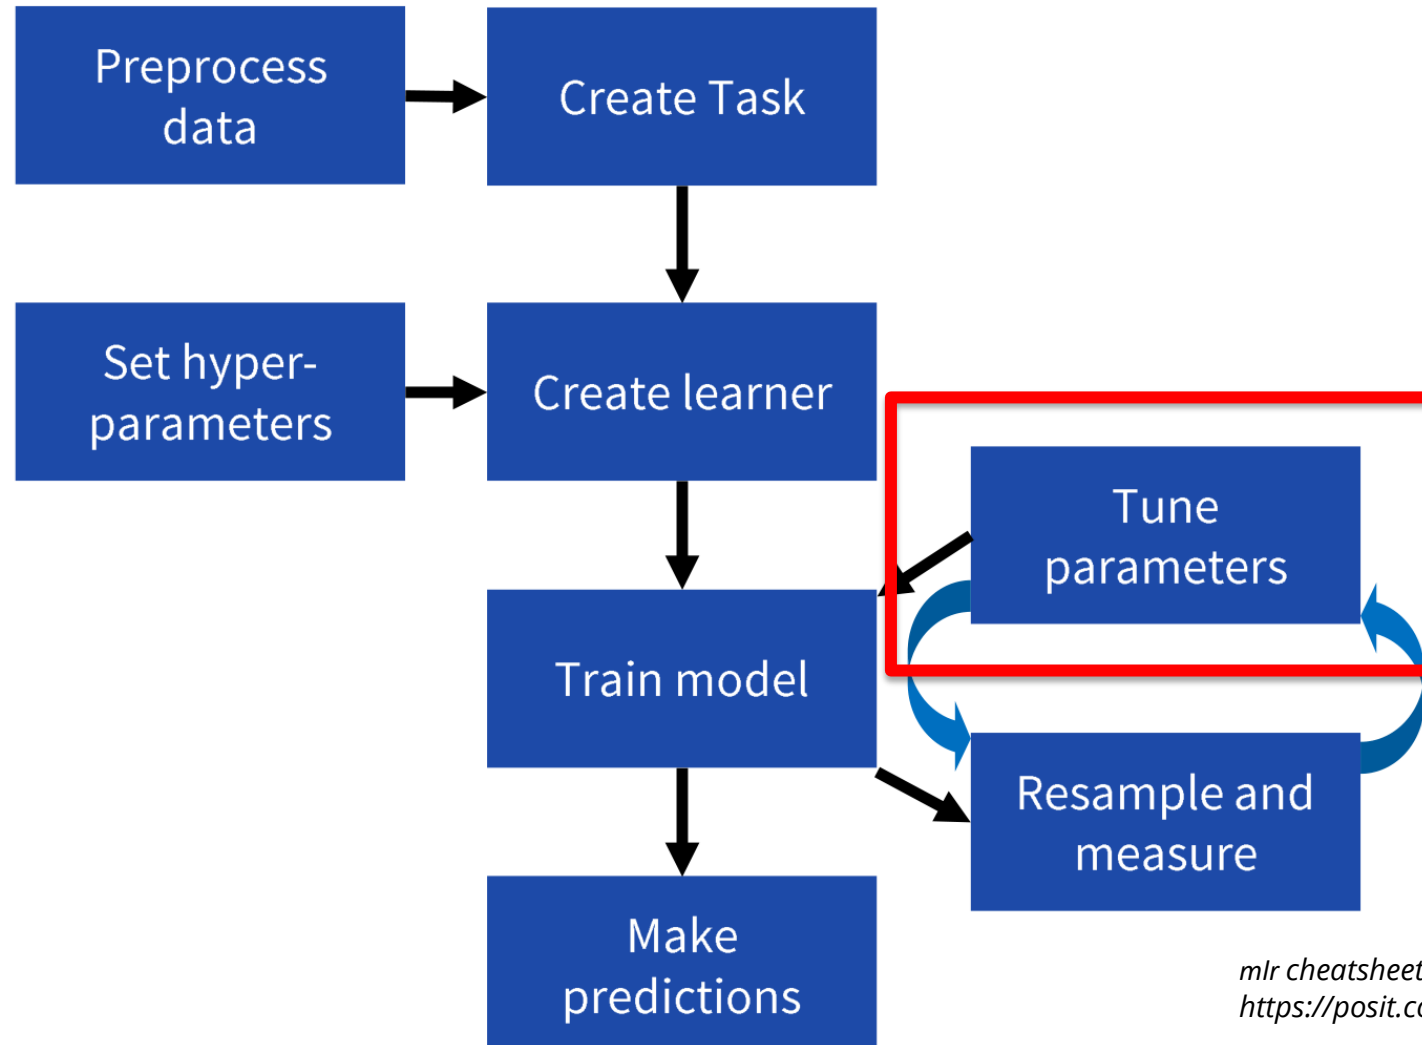 Preprocess
data
Create Task
Set hyper-
parameters
Create learner
Tune
parameters
Train model
Resample and
measure
Make
predictions
mlr cheatsheet
https://posit.co